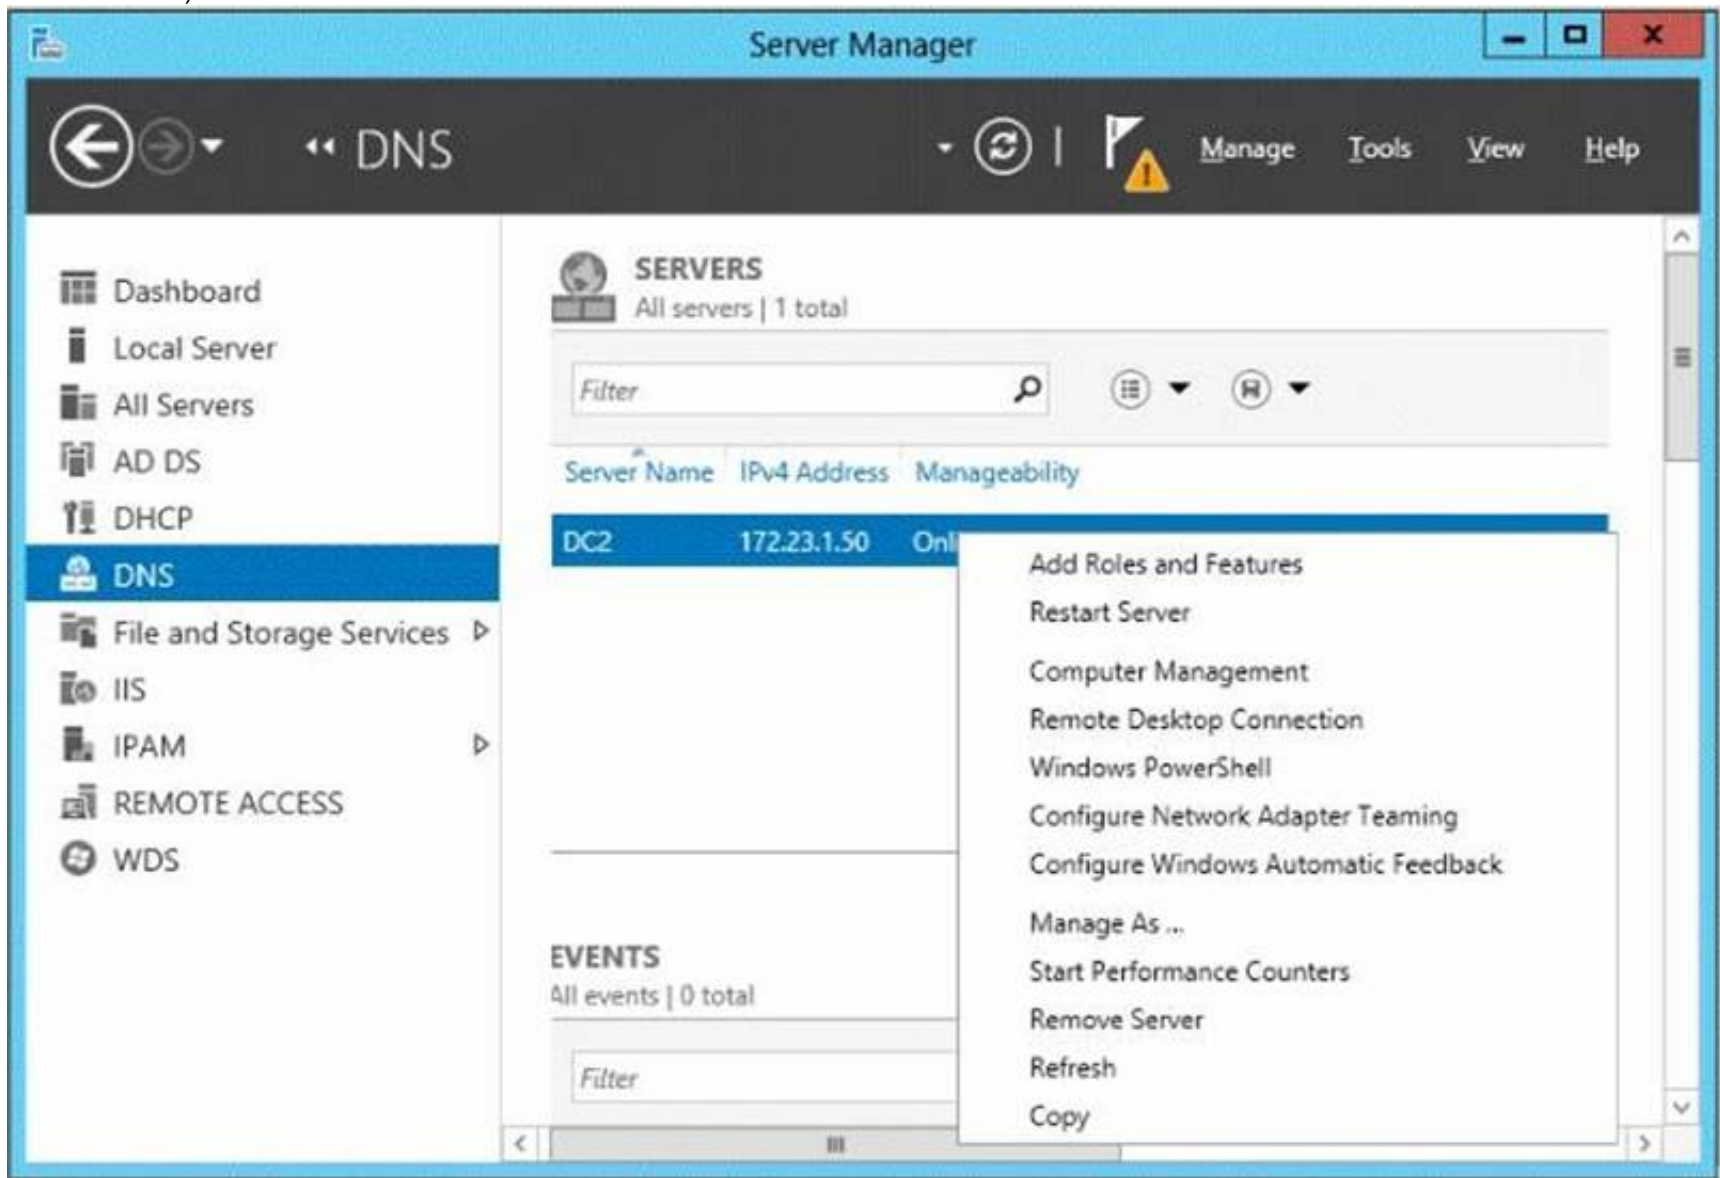 Server Manager
DNS
Manage Tools View Help
Dashboard
Local Server
All Servers
AD DS
DHCP
DNS
File and Storage Services
IIS
IPAM
REMOTE ACCESS
WDS
SERVERS
All servers | 1 total
Filter
Server Name IPv4 Address Manageability
DC2 172.23.1.50 Onl
Add Roles and Features
Restart Server
Computer Management
Remote Desktop Connection
Windows PowerShell
Configure Network Adapter Teaming
Configure Windows Automatic Feedback
Manage As ...
Start Performance Counters
Remove Server
Refresh
Copy
EVENTS
All events | 0 total
Filter